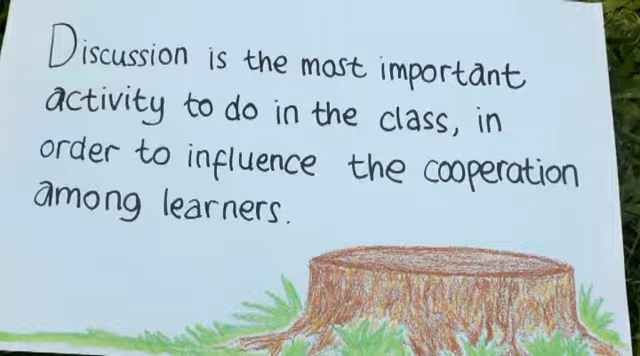 Discussion is the most important
activity to do in the class, in
order to influence the cooperation
among learners.